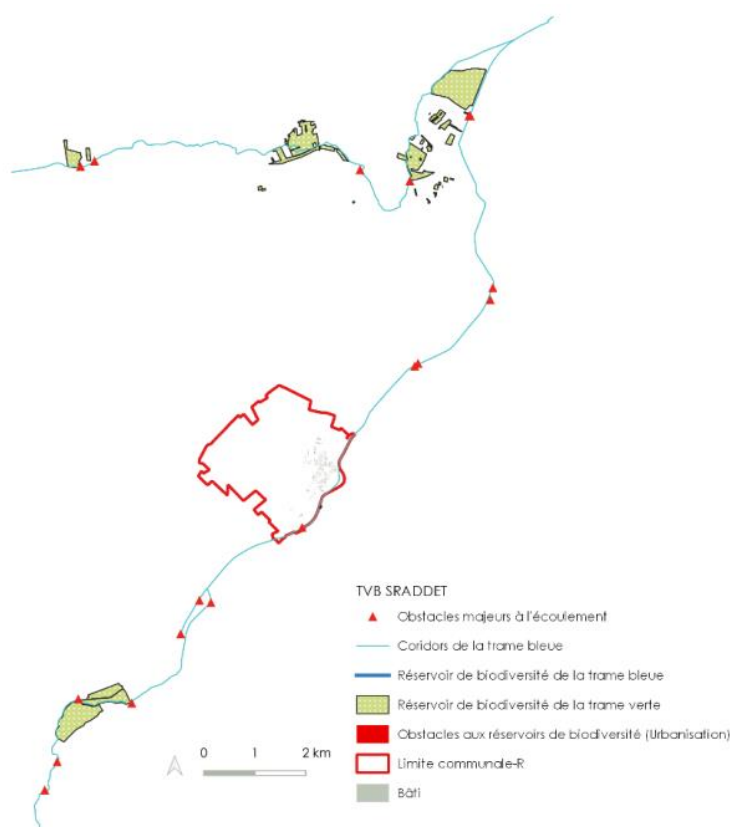 TVB SRADDET
Obstacles majeurs à l'écoulement
Coridors de la trame bleue
Réservoir de biodiversité de la trame bleue
Réservoir de biodiversité de la trame verte
Obstacles aux réservoirs de biodiversité (Urbanisation)
0 1 2 km
Limite communale-R
Bâti